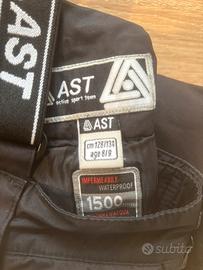 AST
AST
active sport team
AST
cm 128/134
age 8/9
IMPERMEABILE
WATERPROOF
1500
subito